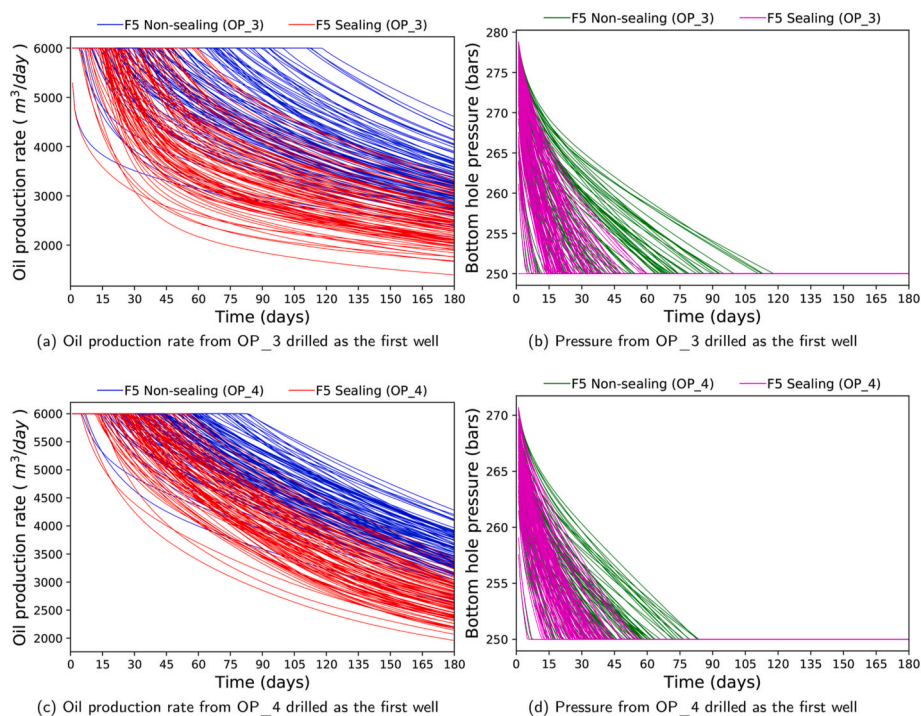 F5 Non-sealing (OP_3) F5 Sealing (OP_3)
Oil production rate ( m³/day )
6000
5000
4000
3000
2000
0 15 30 45 60 75 90 105 120 135 150 165 180
Time (days)
(a) Oil production rate from OP_3 drilled as the first well
F5 Non-sealing (OP_3) F5 Sealing (OP_3)
Bottom hole pressure (bars)
280
275
270
265
260
255
250
0 15 30 45 60 75 90 105 120 135 150 165 180
Time (days)
(b) Pressure from OP_3 drilled as the first well
F5 Non-sealing (OP_4) F5 Sealing (OP_4)
Oil production rate ( m³/day )
6000
5500
5000
4500
4000
3500
3000
2500
2000
0 15 30 45 60 75 90 105 120 135 150 165 180
Time (days)
(c) Oil production rate from OP_4 drilled as the first well
F5 Non-sealing (OP_4) F5 Sealing (OP_4)
Bottom hole pressure (bars)
270
265
260
255
250
0 15 30 45 60 75 90 105 120 135 150 165 180
Time (days)
(d) Pressure from OP_4 drilled as the first well